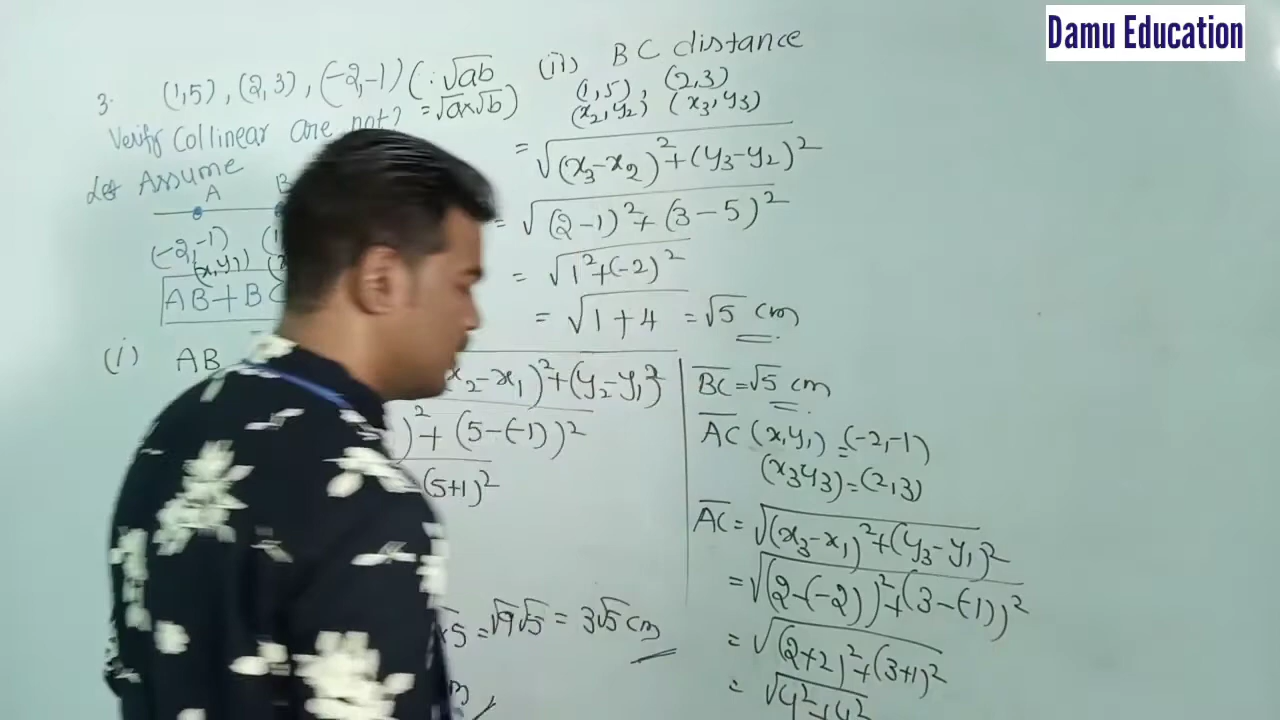 Damu Education
3. (1,5), (2,3), (-2,-1) (∵ √ab
= √a×√b)
Verify Collinear are not?
Let Assume
A B
(-2,-1)
(x,y1)
AB+BC
(i) AB
x2-x1)²+(y2-y1)²
)²+ (5-(-1))²
(5+1)²
×5 = √9√5 = 3√5 cm
(ii) BC distance
(1,5), (2,3)
(x2,y2) (x3,y3)
= √(x3-x2)²+(y3-y2)²
= √(2-1)²+(3-5)²
= √1²+(-2)²
= √1+4 = √5 cm
BC = √5 cm
AC (x,y1) = (-2,-1)
(x3y3) = (2,3)
AC = √(x3-x1)²+(y3-y1)²
= √(2-(-2))²+(3-(-1))²
= √(2+2)²+(3+1)²
= √4²+4²